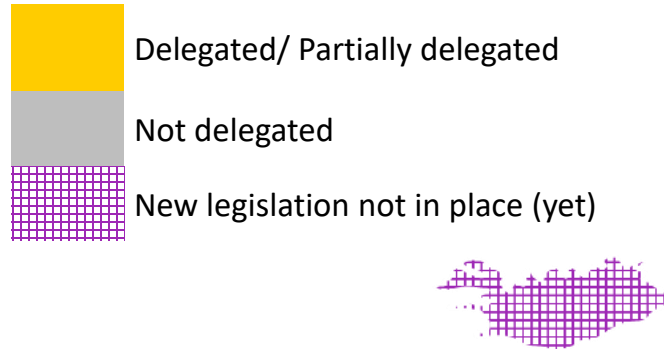 Delegated/ Partially delegated
Not delegated
New legislation not in place (yet)